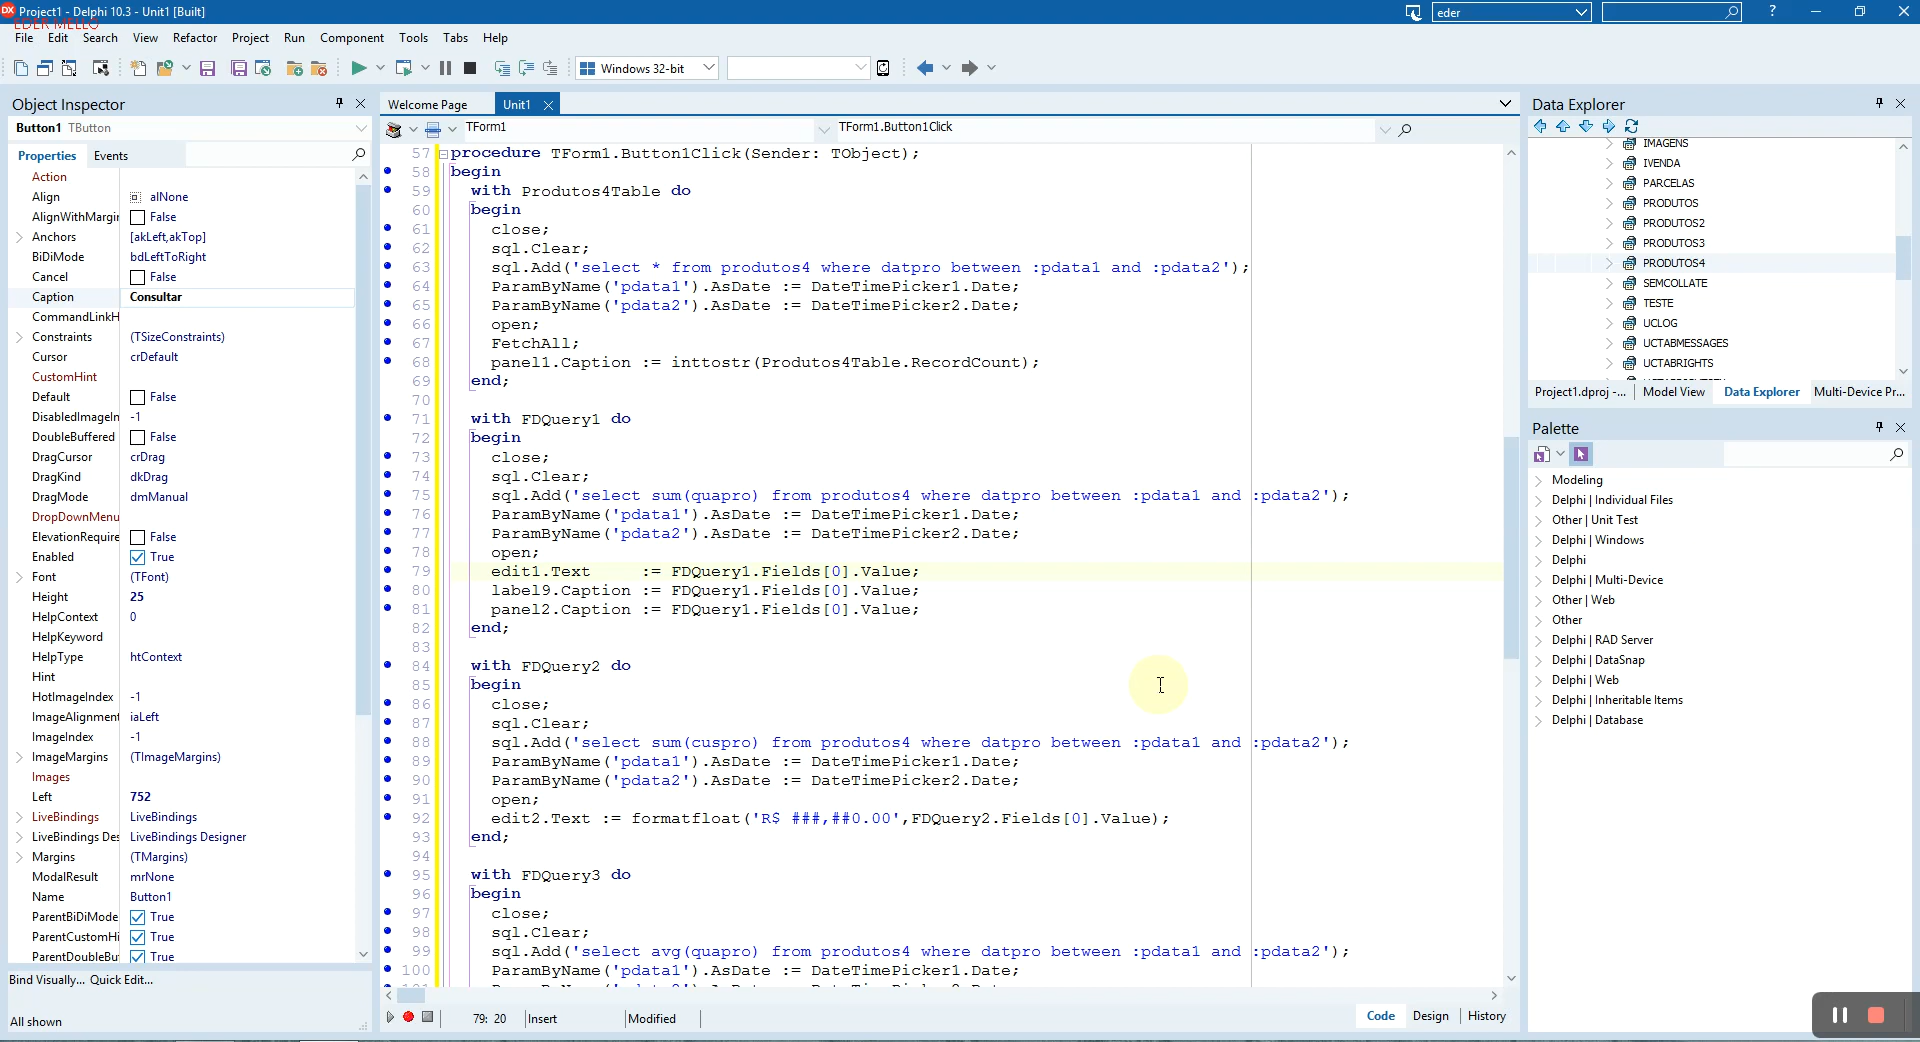 Project1 - Delphi 10.3 - Unit1 [Built]
eder
?
EDER MELLO
File Edit Search View Refactor Project Run Component Tools Tabs Help
Windows 32-bit
Object Inspector
Button1 TButton
Properties Events
Action
Align alNone
AlignWithMargir False
Anchors [akLeft,akTop]
BiDiMode bdLeftToRight
Cancel False
Caption Consultar
CommandLinkH
Constraints (TSizeConstraints)
Cursor crDefault
CustomHint
Default False
DisabledImageIn -1
DoubleBuffered False
DragCursor crDrag
DragKind dkDrag
DragMode dmManual
DropDownMenu
ElevationRequire False
Enabled True
Font (TFont)
Height 25
HelpContext 0
HelpKeyword
HelpType htContext
Hint
HotImageIndex -1
ImageAlignment iaLeft
ImageIndex -1
ImageMargins (TImageMargins)
Images
Left 752
LiveBindings LiveBindings
LiveBindings Des LiveBindings Designer
Margins (TMargins)
ModalResult mrNone
Name Button1
ParentBiDiMode True
ParentCustomHi True
ParentDoubleBu True
Bind Visually... Quick Edit...
All shown
Welcome Page Unit1
TForm1 TForm1.Button1Click
57 procedure TForm1.Button1Click(Sender: TObject);
58 begin
59 with Produtos4Table do
60 begin
61 close;
62 sql.Clear;
63 sql.Add('select * from produtos4 where datpro between :pdata1 and :pdata2');
64 ParamByName('pdata1').AsDate := DateTimePicker1.Date;
65 ParamByName('pdata2').AsDate := DateTimePicker2.Date;
66 open;
67 FetchAll;
68 panel1.Caption := inttostr(Produtos4Table.RecordCount);
69 end;
70
71 with FDQuery1 do
72 begin
73 close;
74 sql.Clear;
75 sql.Add('select sum(quapro) from produtos4 where datpro between :pdata1 and :pdata2');
76 ParamByName('pdata1').AsDate := DateTimePicker1.Date;
77 ParamByName('pdata2').AsDate := DateTimePicker2.Date;
78 open;
79 edit1.Text := FDQuery1.Fields[0].Value;
80 label9.Caption := FDQuery1.Fields[0].Value;
81 panel2.Caption := FDQuery1.Fields[0].Value;
82 end;
83
84 with FDQuery2 do
85 begin
86 close;
87 sql.Clear;
88 sql.Add('select sum(cuspro) from produtos4 where datpro between :pdata1 and :pdata2');
89 ParamByName('pdata1').AsDate := DateTimePicker1.Date;
90 ParamByName('pdata2').AsDate := DateTimePicker2.Date;
91 open;
92 edit2.Text := formatfloat('R$ ###,##0.00',FDQuery2.Fields[0].Value);
93 end;
94
95 with FDQuery3 do
96 begin
97 close;
98 sql.Clear;
99 sql.Add('select avg(quapro) from produtos4 where datpro between :pdata1 and :pdata2');
100 ParamByName('pdata1').AsDate := DateTimePicker1.Date;
79: 20 Insert Modified
Code Design History
Data Explorer
IMAGENS
IVENDA
PARCELAS
PRODUTOS
PRODUTOS2
PRODUTOS3
PRODUTOS4
SEMCOLLATE
TESTE
UCLOG
UCTABMESSAGES
UCTABRIGHTS
Project1.dproj -... Model View Data Explorer Multi-Device Pr...
Palette
Modeling
Delphi | Individual Files
Other | Unit Test
Delphi | Windows
Delphi
Delphi | Multi-Device
Other | Web
Other
Delphi | RAD Server
Delphi | DataSnap
Delphi | Web
Delphi | Inheritable Items
Delphi | Database